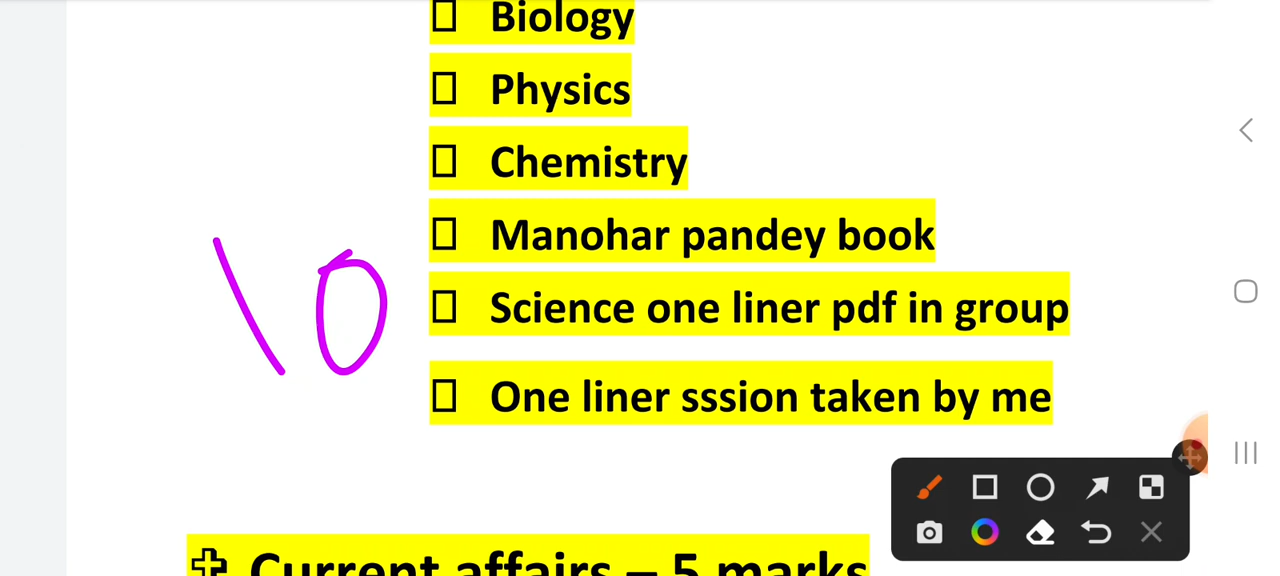 Biology
Physics
Chemistry
Manohar pandey book
10
Science one liner pdf in group
One liner sssion taken by me
Current affairs – 5 marks